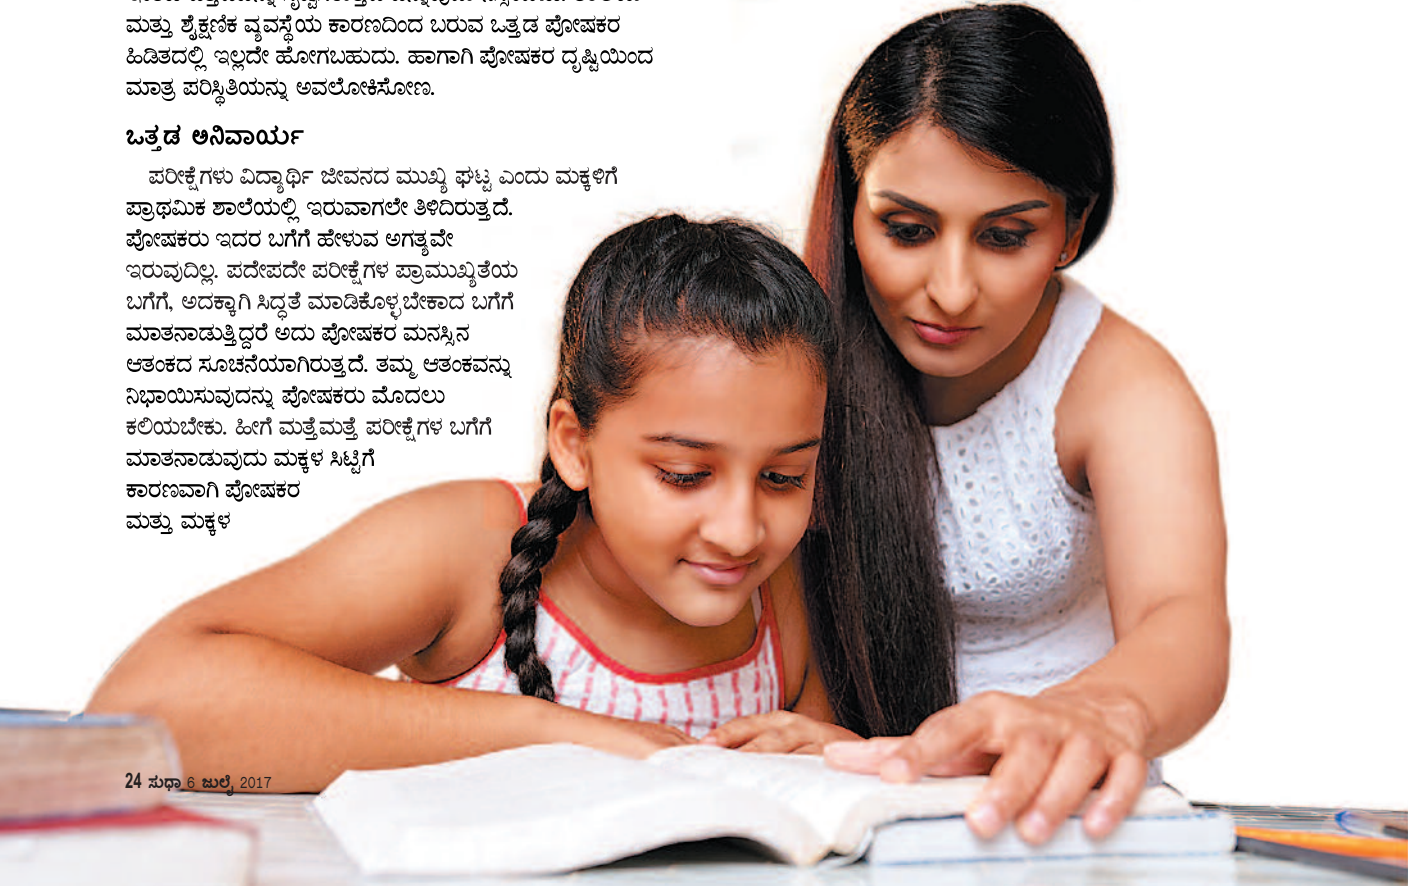 ಮತ್ತು ಶೈಕ್ಷಣಿಕ ವ್ಯವಸ್ಥೆಯ ಕಾರಣದಿಂದ ಬರುವ ಒತ್ತಡ ಪೋಷಕರ
ಹಿಡಿತದಲ್ಲಿ ಇಲ್ಲದೇ ಹೋಗಬಹುದು. ಹಾಗಾಗಿ ಪೋಷಕರ ದೃಷ್ಟಿಯಿಂದ
ಮಾತ್ರ ಪರಿಸ್ಥಿತಿಯನ್ನು ಅವಲೋಕಿಸೋಣ.
ಒತ್ತಡ ಅನಿವಾರ್ಯ
ಪರೀಕ್ಷೆಗಳು ವಿದ್ಯಾರ್ಥಿ ಜೀವನದ ಮುಖ್ಯ ಘಟ್ಟ ಎಂದು ಮಕ್ಕಳಿಗೆ
ಪ್ರಾಥಮಿಕ ಶಾಲೆಯಲ್ಲಿ ಇರುವಾಗಲೇ ತಿಳಿದಿರುತ್ತದೆ.
ಪೋಷಕರು ಇದರ ಬಗೆಗೆ ಹೇಳುವ ಅಗತ್ಯವೇ
ಇರುವುದಿಲ್ಲ. ಪದೇಪದೇ ಪರೀಕ್ಷೆಗಳ ಪ್ರಾಮುಖ್ಯತೆಯ
ಬಗೆಗೆ, ಅದಕ್ಕಾಗಿ ಸಿದ್ಧತೆ ಮಾಡಿಕೊಳ್ಳಬೇಕಾದ ಬಗೆಗೆ
ಮಾತನಾಡುತ್ತಿದ್ದರೆ ಅದು ಪೋಷಕರ ಮನಸ್ಸಿನ
ಆತಂಕದ ಸೂಚನೆಯಾಗಿರುತ್ತದೆ. ತಮ್ಮ ಆತಂಕವನ್ನು
ನಿಭಾಯಿಸುವುದನ್ನು ಪೋಷಕರು ಮೊದಲು
ಕಲಿಯಬೇಕು. ಹೀಗೆ ಮತ್ತೆಮತ್ತೆ ಪರೀಕ್ಷೆಗಳ ಬಗೆಗೆ
ಮಾತನಾಡುವುದು ಮಕ್ಕಳ ಸಿಟ್ಟಿಗೆ
ಕಾರಣವಾಗಿ ಪೋಷಕರ
ಮತ್ತು ಮಕ್ಕಳ
24 ಸುಧಾ 6 ಜುಲೈ 2017